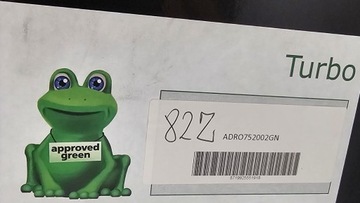 Turbo
82Z
ADRO752002GN
approved
green